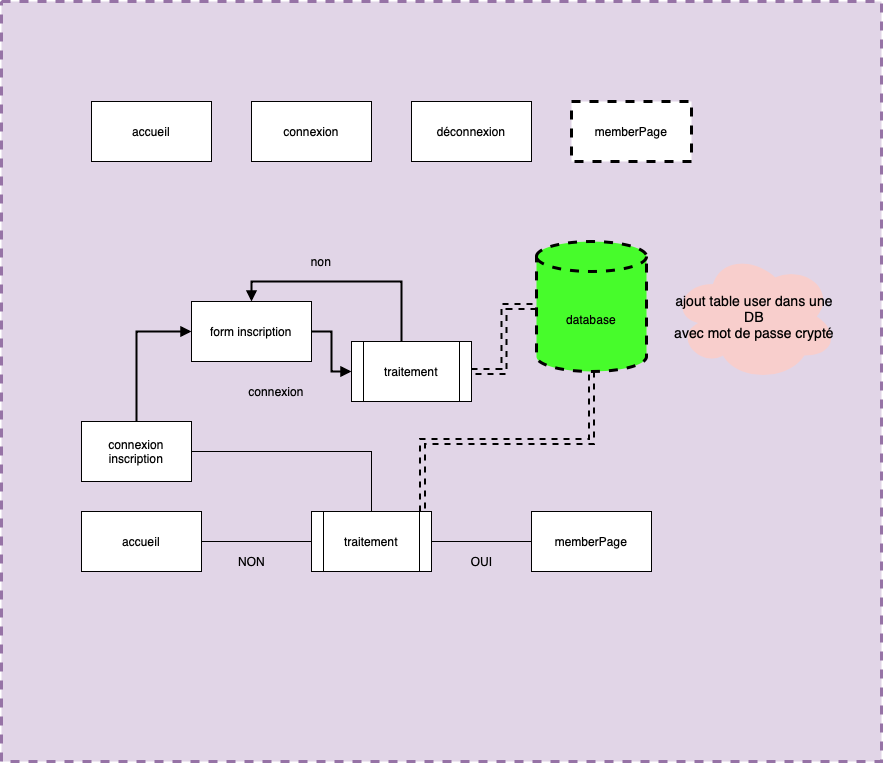 accueil
connexion
déconnexion
memberPage
non
form inscription
database
ajout table user dans une
DB
avec mot de passe crypté
traitement
connexion
connexion
inscription
accueil
NON
traitement
OUI
memberPage